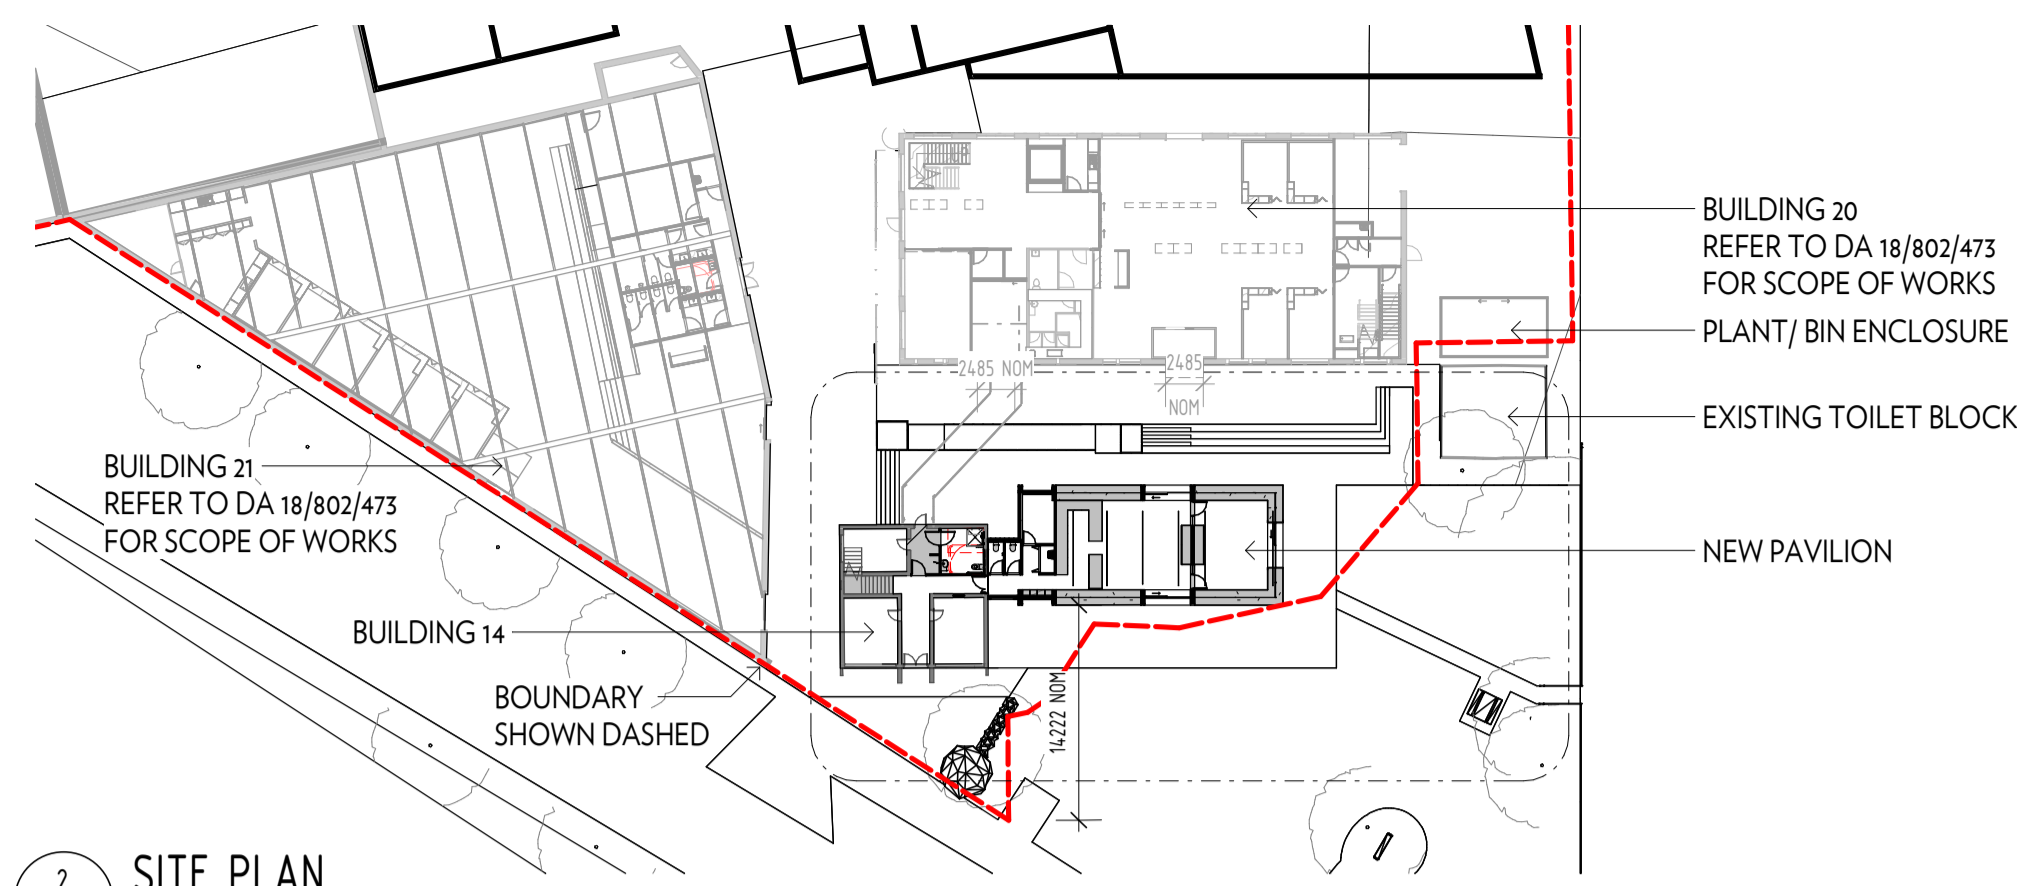 BUILDING 20
REFER TO DA 18/802/473
FOR SCOPE OF WORKS
PLANT/ BIN ENCLOSURE
EXISTING TOILET BLOCK
NEW PAVILION
2485 NOM
2485
NOM
BUILDING 21
REFER TO DA 18/802/473
FOR SCOPE OF WORKS
BUILDING 14
BOUNDARY
SHOWN DASHED
14222 NOM
2
SITE PLAN